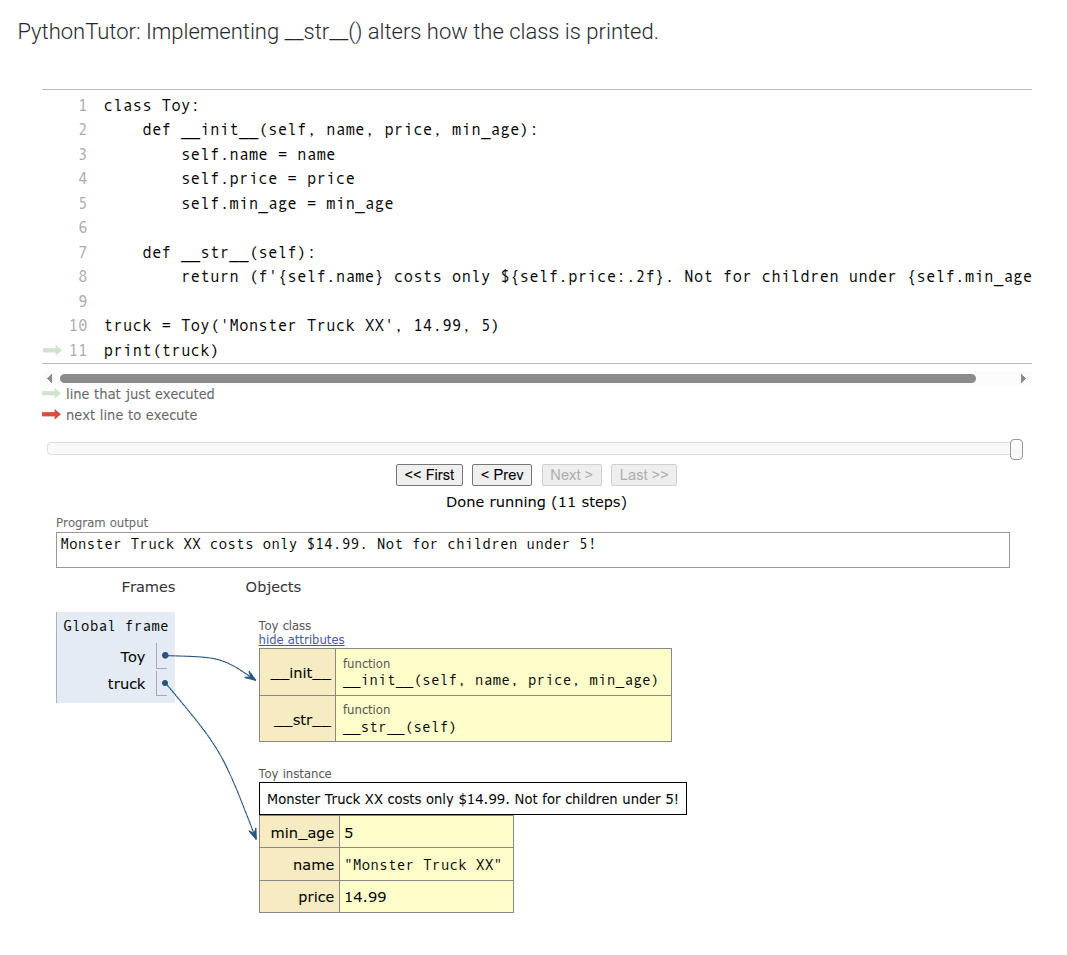 PythonTutor: Implementing __str__() alters how the class is printed.
1 class Toy:
2     def __init__(self, name, price, min_age):
3         self.name = name
4         self.price = price
5         self.min_age = min_age
6
7     def __str__(self):
8         return (f'{self.name} costs only ${self.price:.2f}. Not for children under {self.min_age
9
10 truck = Toy('Monster Truck XX', 14.99, 5)
11 print(truck)
line that just executed
next line to execute
<< First < Prev Next > Last >>
Done running (11 steps)
Program output
Monster Truck XX costs only $14.99. Not for children under 5!
Frames Objects
Global frame
Toy
truck
Toy class
hide attributes
__init__ function
__init__(self, name, price, min_age)
__str__ function
__str__(self)
Toy instance
Monster Truck XX costs only $14.99. Not for children under 5!
min_age 5
name "Monster Truck XX"
price 14.99